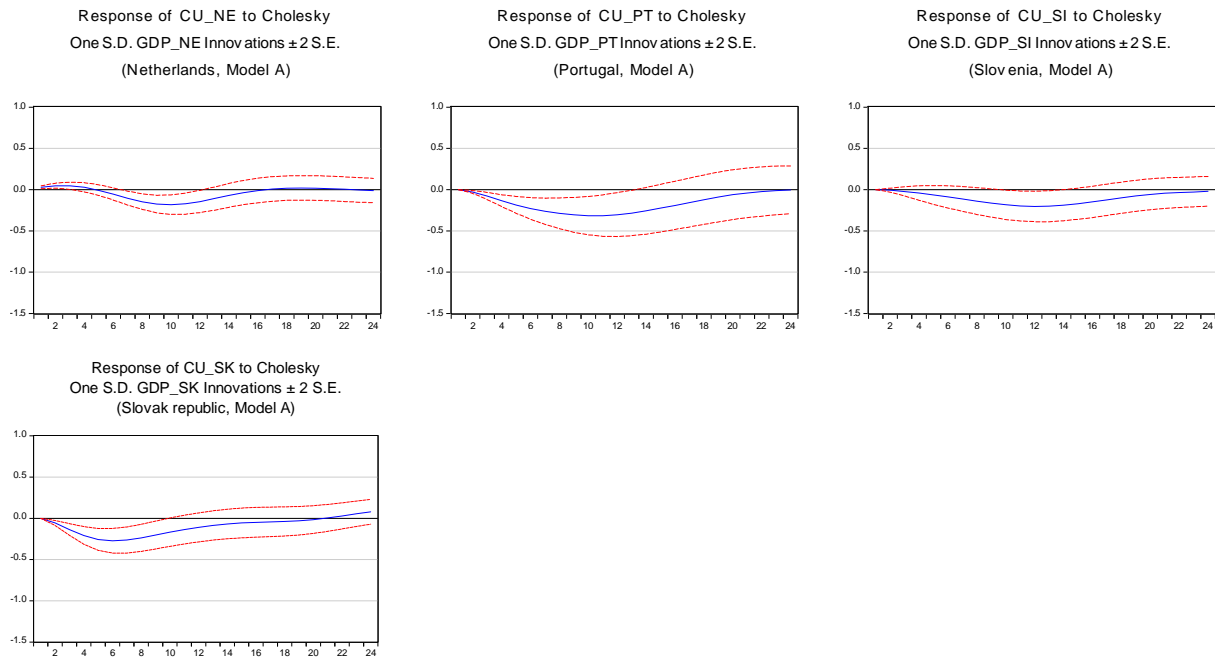 Response of CU_NE to Cholesky
One S.D. GDP_NE Innovations ± 2 S.E.
(Netherlands, Model A)
1.0
0.5
0.0
-0.5
-1.0
-1.5
2 4 6 8 10 12 14 16 18 20 22 24
Response of CU_PT to Cholesky
One S.D. GDP_PT Innovations ± 2 S.E.
(Portugal, Model A)
1.0
0.5
0.0
-0.5
-1.0
-1.5
2 4 6 8 10 12 14 16 18 20 22 24
Response of CU_SI to Cholesky
One S.D. GDP_SI Innovations ± 2 S.E.
(Slovenia, Model A)
1.0
0.5
0.0
-0.5
-1.0
-1.5
2 4 6 8 10 12 14 16 18 20 22 24
Response of CU_SK to Cholesky
One S.D. GDP_SK Innovations ± 2 S.E.
(Slovak republic, Model A)
1.0
0.5
0.0
-0.5
-1.0
-1.5
2 4 6 8 10 12 14 16 18 20 22 24